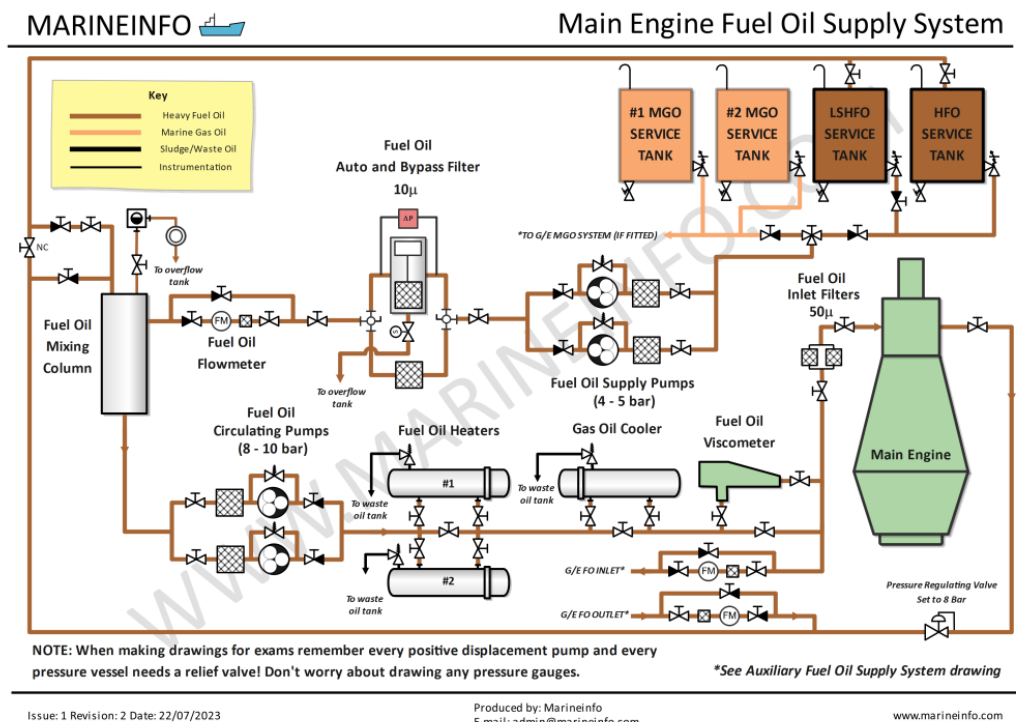 MARINEINFO
Main Engine Fuel Oil Supply System
Key
Heavy Fuel Oil
Marine Gas Oil
Sludge/Waste Oil
Instrumentation
Fuel Oil
Auto and Bypass Filter
10μ
ΔP
#1 MGO
SERVICE
TANK
#2 MGO
SERVICE
TANK
LSHFO
SERVICE
TANK
HFO
SERVICE
TANK
NC
To overflow
tank
*TO G/E MGO SYSTEM (IF FITTED)
Fuel Oil
Mixing
Column
FM
Fuel Oil
Flowmeter
S
To overflow
tank
Fuel Oil Supply Pumps
(4 - 5 bar)
Fuel Oil
Inlet Filters
50μ
Main Engine
Fuel Oil
Circulating Pumps
(8 - 10 bar)
Fuel Oil Heaters
#1
To waste
oil tank
#2
To waste
oil tank
Gas Oil Cooler
To waste
oil tank
Fuel Oil
Viscometer
G/E FO INLET*
FM
G/E FO OUTLET*
FM
Pressure Regulating Valve
Set to 8 Bar
WWW.MARINEINFO.COM
NOTE: When making drawings for exams remember every positive displacement pump and every
pressure vessel needs a relief valve! Don't worry about drawing any pressure gauges.
*See Auxiliary Fuel Oil Supply System drawing
Issue: 1 Revision: 2 Date: 22/07/2023
Produced by: Marineinfo
E.mail: admin@marineinfo.com
www.marineinfo.com